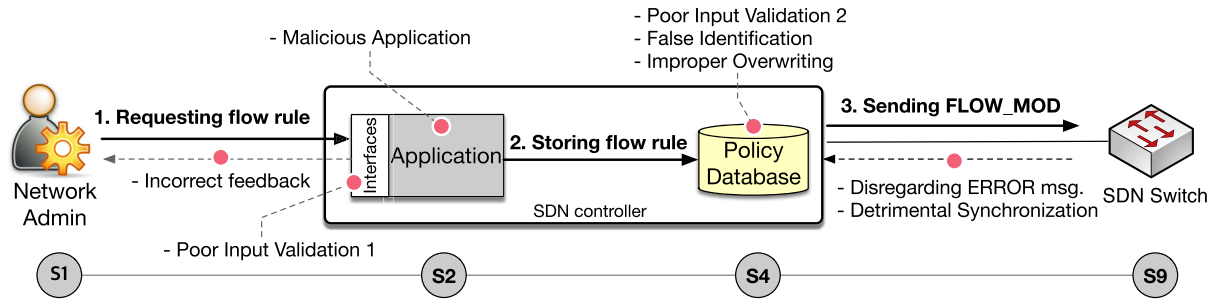 - Poor Input Validation 2
- False Identification
- Improper Overwriting
- Malicious Application
1. Requesting flow rule
3. Sending FLOW_MOD
Interfaces
Application
2. Storing flow rule
Policy
Database
- Incorrect feedback
Network
Admin
SDN controller
- Disregarding ERROR msg.
- Detrimental Synchronization
SDN Switch
- Poor Input Validation 1
S1
S2
S4
S9